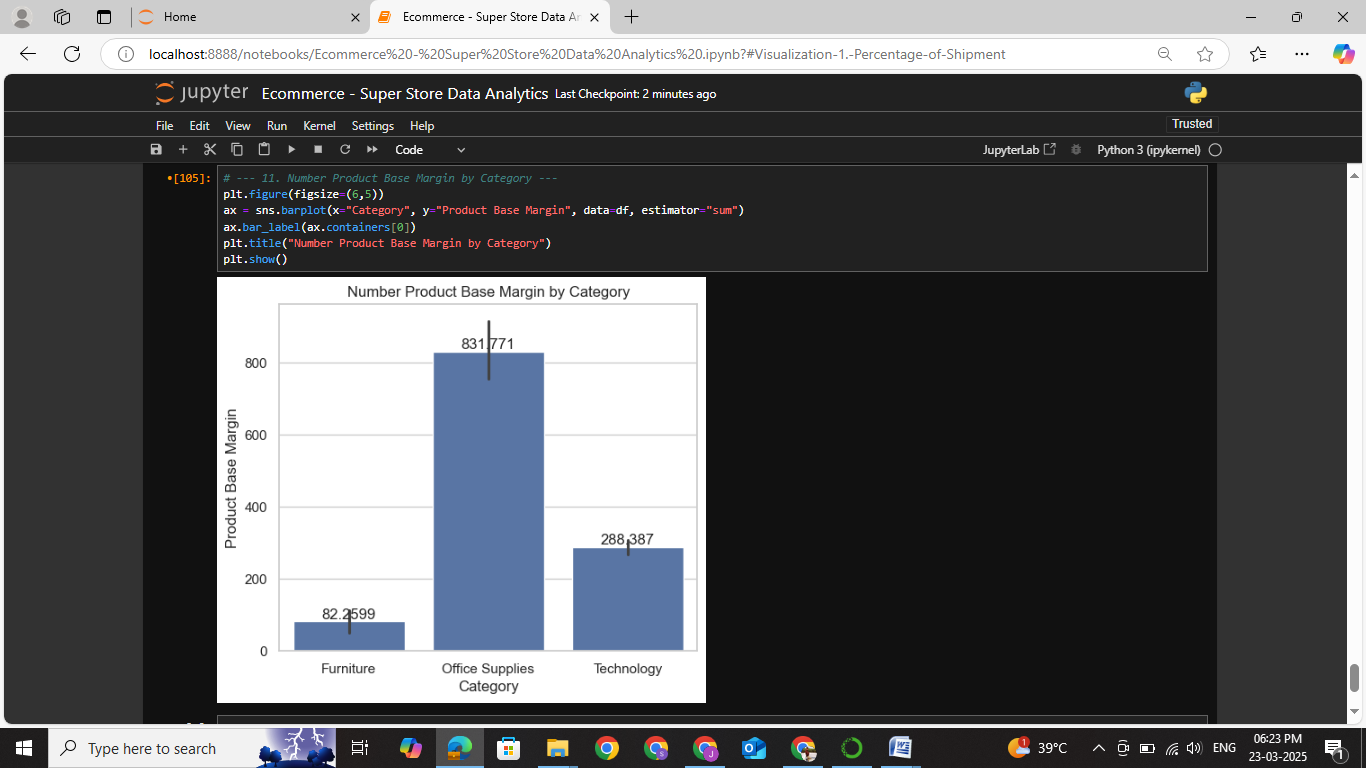 Home
Ecommerce - Super Store Data Ar
localhost:8888/notebooks/Ecommerce%20-%20Super%20Store%20Data%20Analytics%20.ipynb?#Visualization-1.-Percentage-of-Shipment
jupyter Ecommerce - Super Store Data Analytics Last Checkpoint: 2 minutes ago
File Edit View Run Kernel Settings Help
Trusted
Code
JupyterLab Python 3 (ipykernel)
•[105]: # --- 11. Number Product Base Margin by Category ---
plt.figure(figsize=(6,5))
ax = sns.barplot(x="Category", y="Product Base Margin", data=df, estimator="sum")
ax.bar_label(ax.containers[0])
plt.title("Number Product Base Margin by Category")
plt.show()
Number Product Base Margin by Category
Product Base Margin
800
600
400
200
0
831.771
288.387
82.2599
Furniture Office Supplies Technology
Category
Type here to search
1
39°C
ENG
06:23 PM
23-03-2025
1